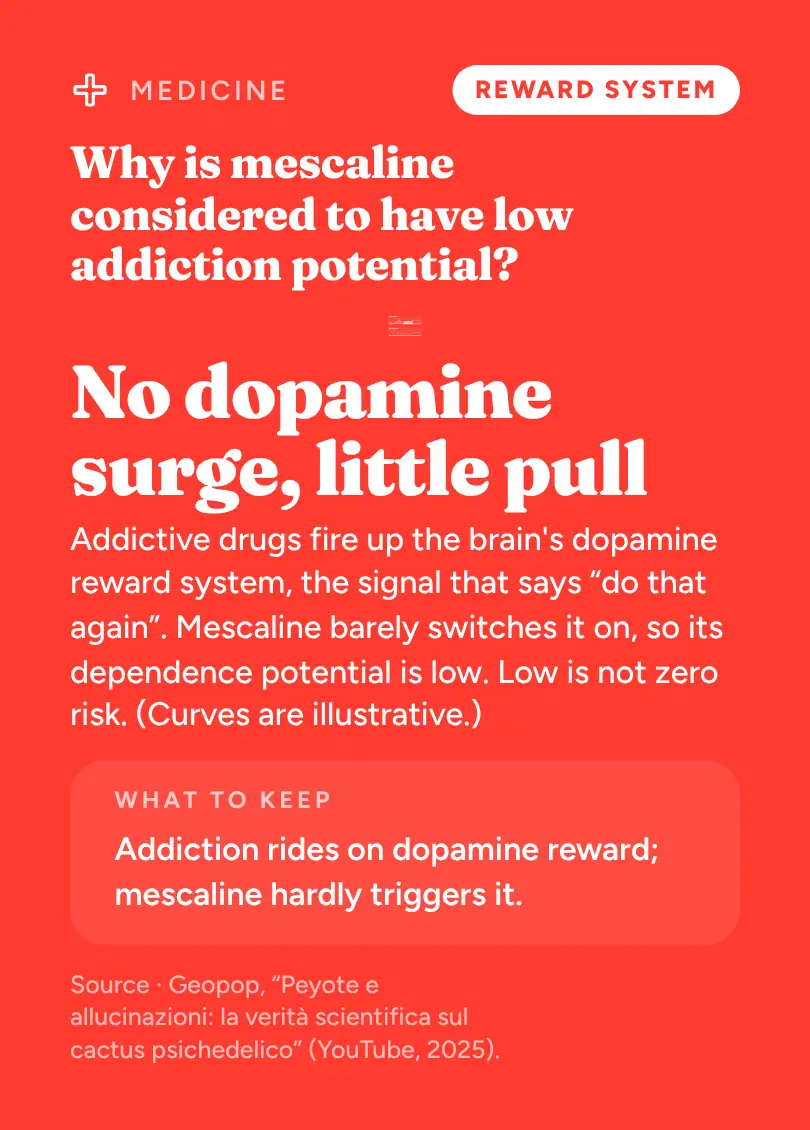 MEDICINE
REWARD SYSTEM
Why is mescaline
considered to have low
addiction potential?
No dopamine
surge, little pull
Addictive drugs fire up the brain's dopamine
reward system, the signal that says “do that
again”. Mescaline barely switches it on, so its
dependence potential is low. Low is not zero
risk. (Curves are illustrative.)
WHAT TO KEEP
Addiction rides on dopamine reward;
mescaline hardly triggers it.
Source · Geopop, “Peyote e
allucinazioni: la verità scientifica sul
cactus psichedelico” (YouTube, 2025).